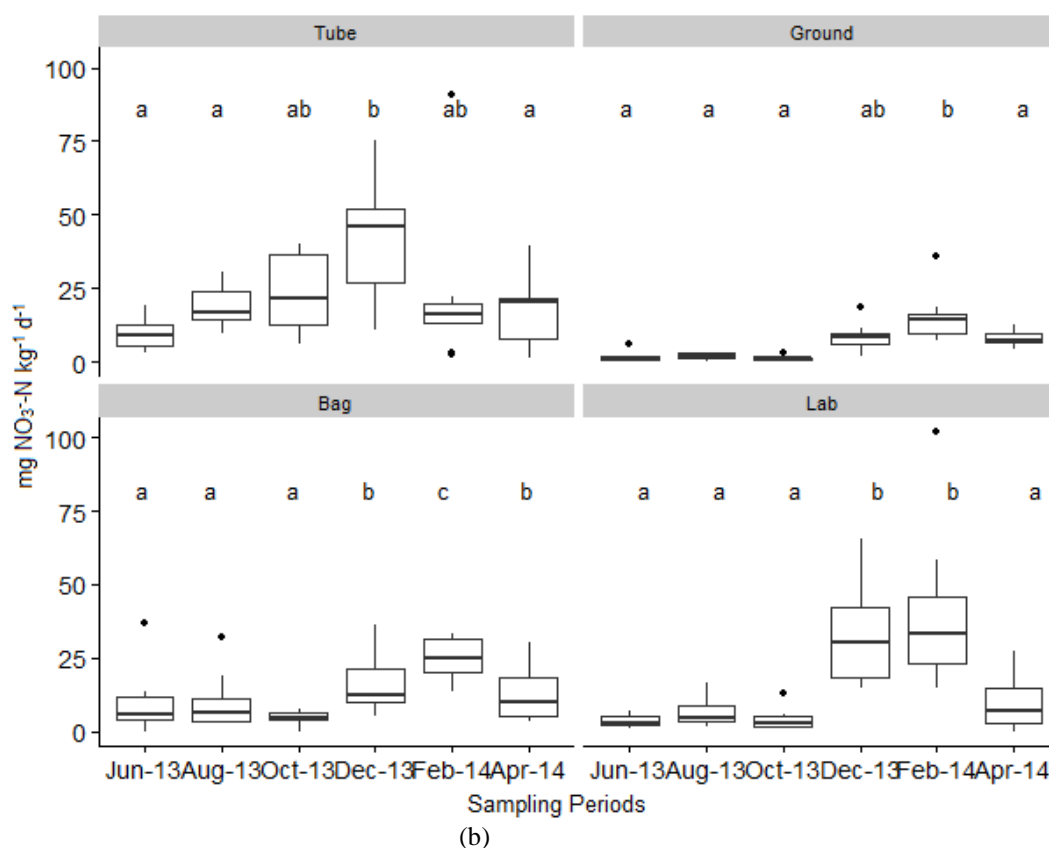 Tube Ground
100
a a ab b ab a a a a ab b a
75
50
25
0
Bag Lab
100
a a a b c b a a a b b a
75
50
25
0
mg NO₃⁻-N kg⁻¹ d⁻¹
Jun-13 Aug-13 Oct-13 Dec-13 Feb-14 Apr-14 Jun-13 Aug-13 Oct-13 Dec-13 Feb-14 Apr-14
Sampling Periods
(b)